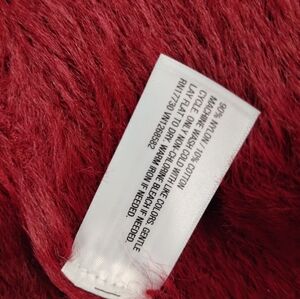 90% NYLON / 10% COTTON
MACHINE WASH COLD WITH LIKE COLORS, GENTLE
CYCLE. ONLY NON-CHLORINE BLEACH IF NEEDED.
LAY FLAT TO DRY. WARM IRON IF NEEDED.
RN17730 VN1268582